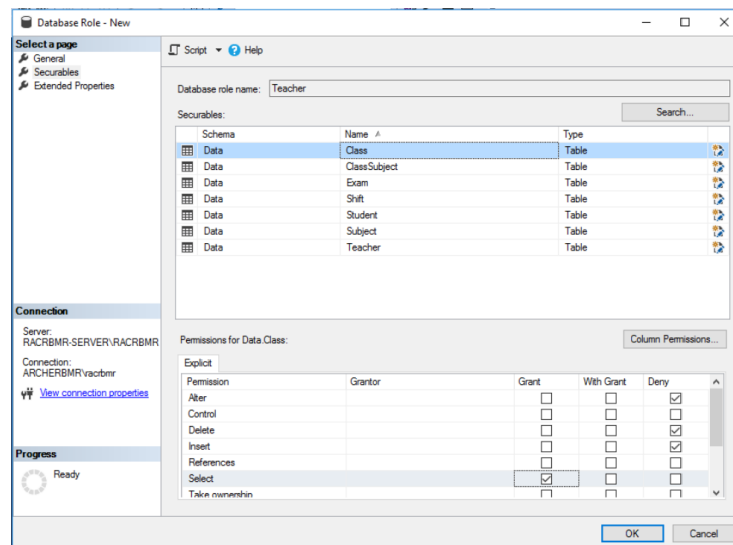 Database Role - New
Select a page
General
Securables
Extended Properties
Script Help
Database role name: Teacher
Securables: Search...
Schema Name Type
Data Class Table
Data ClassSubject Table
Data Exam Table
Data Shift Table
Data Student Table
Data Subject Table
Data Teacher Table
Connection
Server:
RACRBMR-SERVER\RACRBMR
Connection:
ARCHERBMR\racrbmr
View connection properties
Progress
Ready
Permissions for Data.Class: Column Permissions...
Explicit
Permission Grantor Grant With Grant Deny
Alter
Control
Delete
Insert
References
Select
Take ownership
OK Cancel